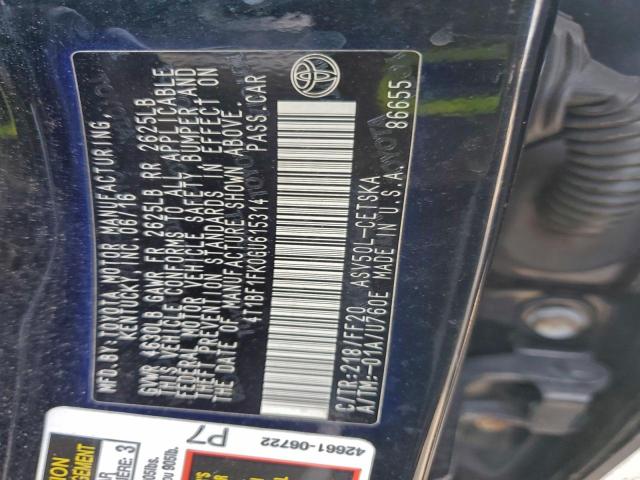 MFD.BY: TOYOTA MOTOR MANUFACTURING,
KENTUCKY, INC. 06/16
GVWR 4630LB GAWR FR 2625LB RR 2625LB
THIS VEHICLE CONFORMS TO ALL APPLICABLE
FEDERAL MOTOR VEHICLE SAFETY BUMPER AND
THEFT PREVENTION STANDARDS IN EFFECT ON
THE DATE OF MANUFACTURE SHOWN ABOVE.
4T1BF1FK0GU615314 PASS.CAR
C/TR:218/FF20 ASV50L-CETSKA
A/TM:-01A/U760E MADE IN U.S.A. 86655
42661-06722
P7